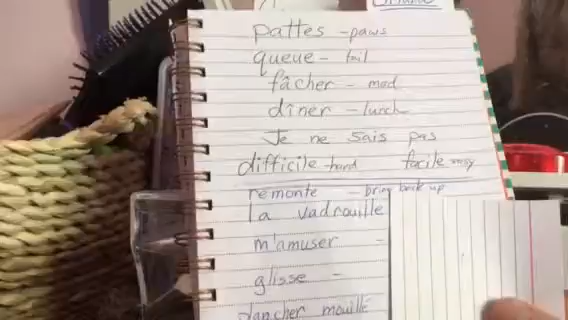 pattes - paws
queue - tail
fâcher - mad
dîner - lunch
Je ne sais pas
difficile - hard facile easy
remonte - bring back up
la vadrouille
m'amuser -
glisse -
plancher mouillé